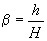 β = h/H